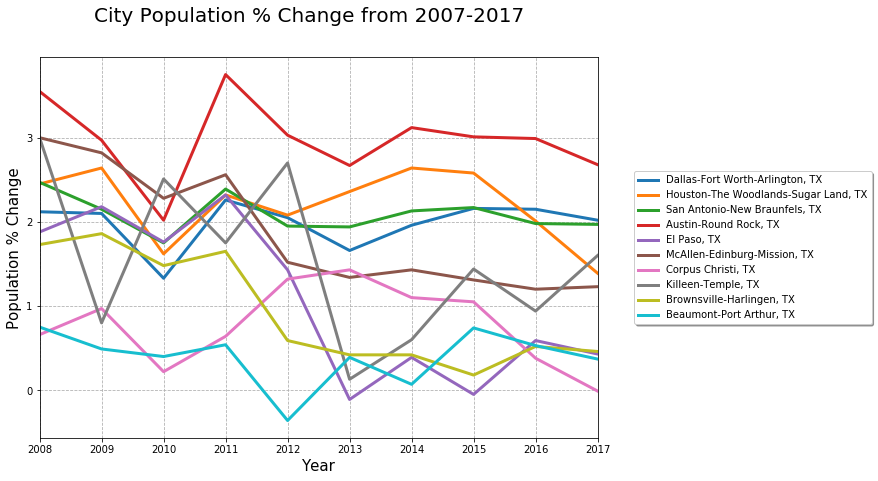 City Population % Change from 2007-2017
Population % Change
3
2
1
0
2008 2009 2010 2011 2012 2013 2014 2015 2016 2017
Year
Dallas-Fort Worth-Arlington, TX
Houston-The Woodlands-Sugar Land, TX
San Antonio-New Braunfels, TX
Austin-Round Rock, TX
El Paso, TX
McAllen-Edinburg-Mission, TX
Corpus Christi, TX
Killeen-Temple, TX
Brownsville-Harlingen, TX
Beaumont-Port Arthur, TX